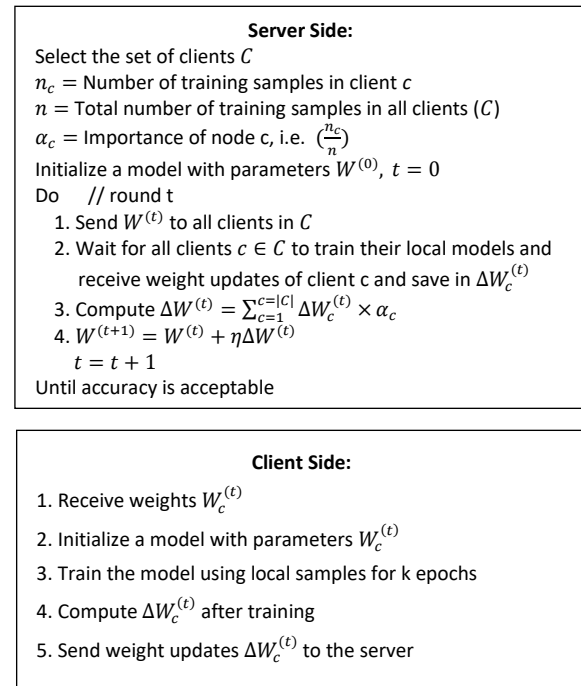 Server Side:
Select the set of clients C
n_c = Number of training samples in client c
n = Total number of training samples in all clients (C)
α_c = Importance of node c, i.e. (n_c/n)
Initialize a model with parameters W^(0), t = 0
Do // round t
1. Send W^(t) to all clients in C
2. Wait for all clients c ∈ C to train their local models and
receive weight updates of client c and save in ΔW_c^(t)
3. Compute ΔW^(t) = ∑_{c=1}^{c=|C|} ΔW_c^(t) × α_c
4. W^(t+1) = W^(t) + ηΔW^(t)
t = t + 1
Until accuracy is acceptable
Client Side:
1. Receive weights W_c^(t)
2. Initialize a model with parameters W_c^(t)
3. Train the model using local samples for k epochs
4. Compute ΔW_c^(t) after training
5. Send weight updates ΔW_c^(t) to the server